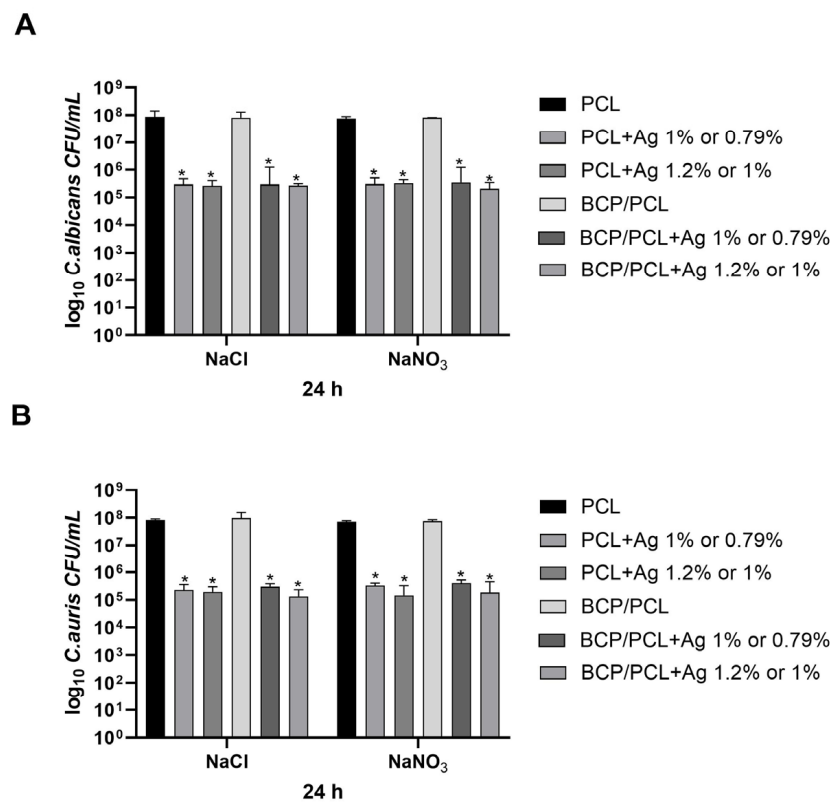 A
log10 C.albicans CFU/mL
10⁹
10⁸
10⁷
10⁶
10⁵
10⁴
10³
10²
10¹
10⁰
* * * * * * * *
NaCl
NaNO₃
24 h
PCL
PCL+Ag 1% or 0.79%
PCL+Ag 1.2% or 1%
BCP/PCL
BCP/PCL+Ag 1% or 0.79%
BCP/PCL+Ag 1.2% or 1%
B
log10 C.auris CFU/mL
10⁹
10⁸
10⁷
10⁶
10⁵
10⁴
10³
10²
10¹
10⁰
* * * * * * * *
NaCl
NaNO₃
24 h
PCL
PCL+Ag 1% or 0.79%
PCL+Ag 1.2% or 1%
BCP/PCL
BCP/PCL+Ag 1% or 0.79%
BCP/PCL+Ag 1.2% or 1%